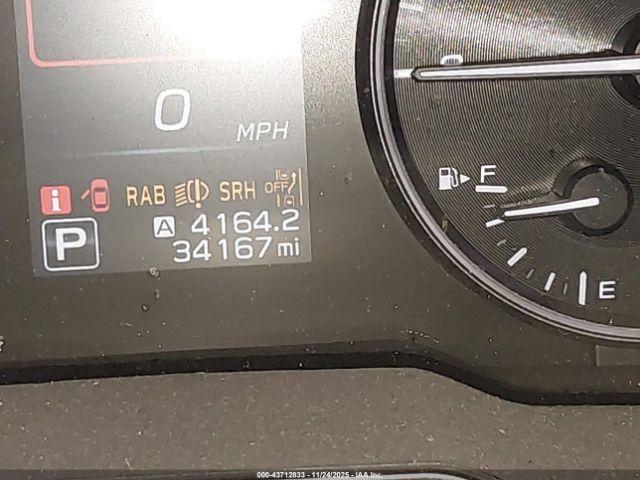 0
MPH
F
i RAB SRH OFF
A 4164.2
P 34167 mi
E
000-43712833 - 11/24/2025 - IAA Inc.